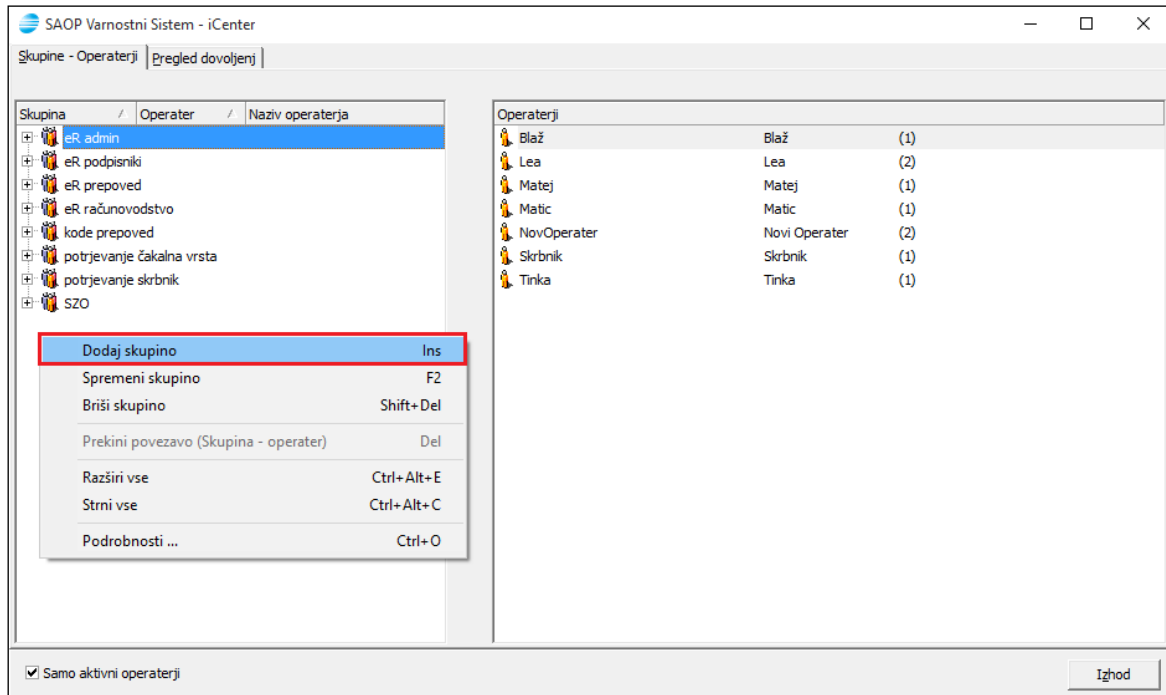 SAOP Varnostni Sistem - iCenter
Skupine - Operaterji Pregled dovoljenj
Skupina Operater Naziv operaterja
eR admin
eR podpisniki
eR prepoved
eR računovodstvo
kode prepoved
potrjevanje čakalna vrsta
potrjevanje skrbnik
SZO
Dodaj skupino Ins
Spremeni skupino F2
Briši skupino Shift+Del
Prekini povezavo (Skupina - operater) Del
Razširi vse Ctrl+Alt+E
Strni vse Ctrl+Alt+C
Podrobnosti ... Ctrl+O
Operaterji
Blaž Blaž (1)
Lea Lea (2)
Matej Matej (1)
Matic Matic (1)
NovOperater Novi Operater (2)
Skrbnik Skrbnik (1)
Tinka Tinka (1)
Samo aktivni operaterji
Izhod